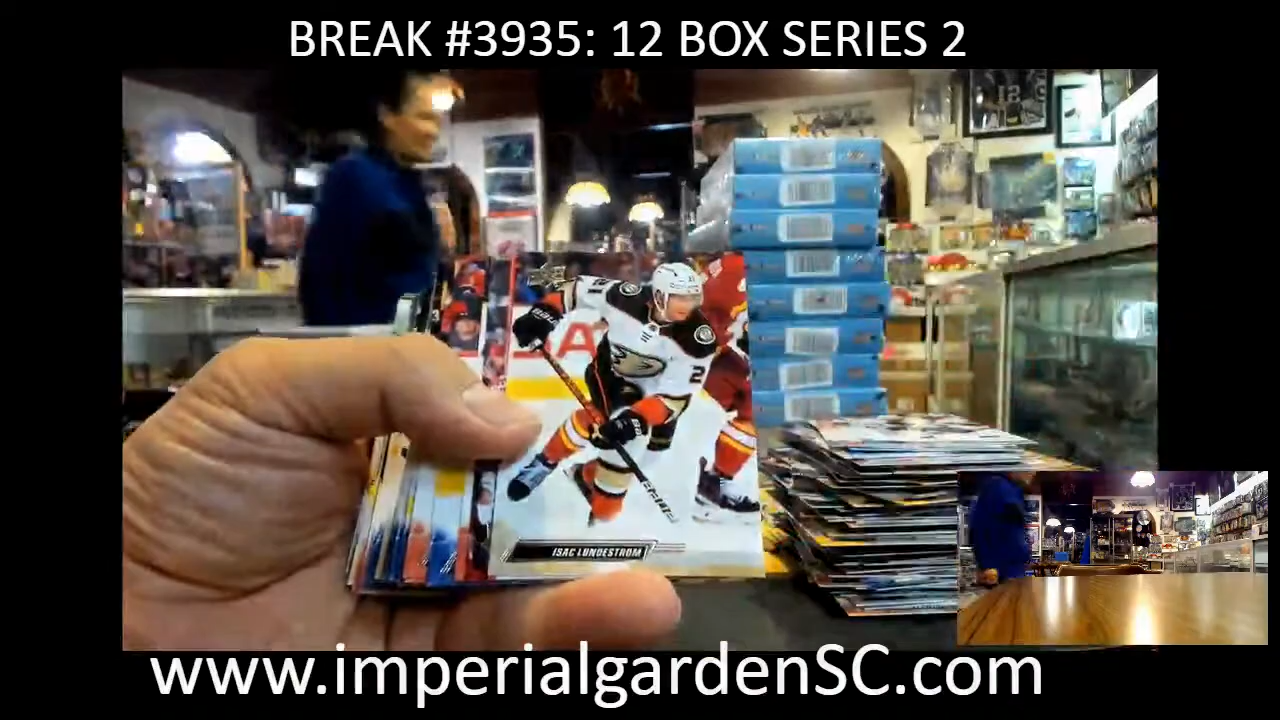 BREAK #3935: 12 BOX SERIES 2
ISAC LUNDESTROM
www.imperialgardenSC.com